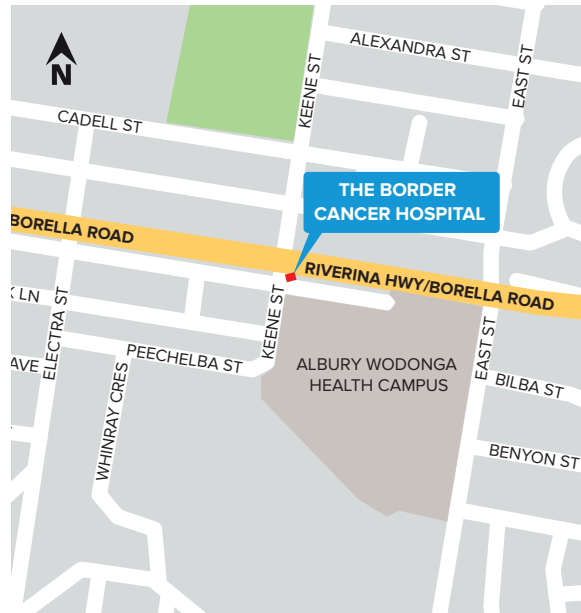 ALEXANDRA ST
EAST ST
KEENE ST
N
CADELL ST
THE BORDER
CANCER HOSPITAL
BORELLA ROAD
RIVERINA HWY/BORELLA ROAD
LN
ELECTRA ST
KEENE ST
EAST ST
PEECHELBA ST
AVE
ALBURY WODONGA
HEALTH CAMPUS
BILBA ST
WHINRAY CRES
BENYON ST